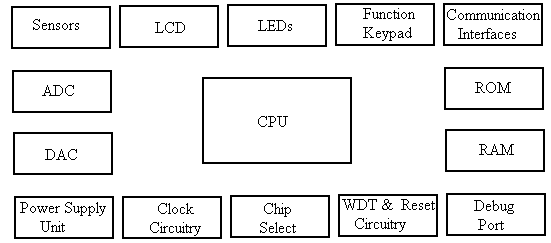 Sensors
LCD
LEDs
Function
Keypad
Communication
Interfaces
ADC
CPU
ROM
DAC
RAM
Power Supply
Unit
Clock
Circuitry
Chip
Select
WDT & Reset
Circuitry
Debug
Port